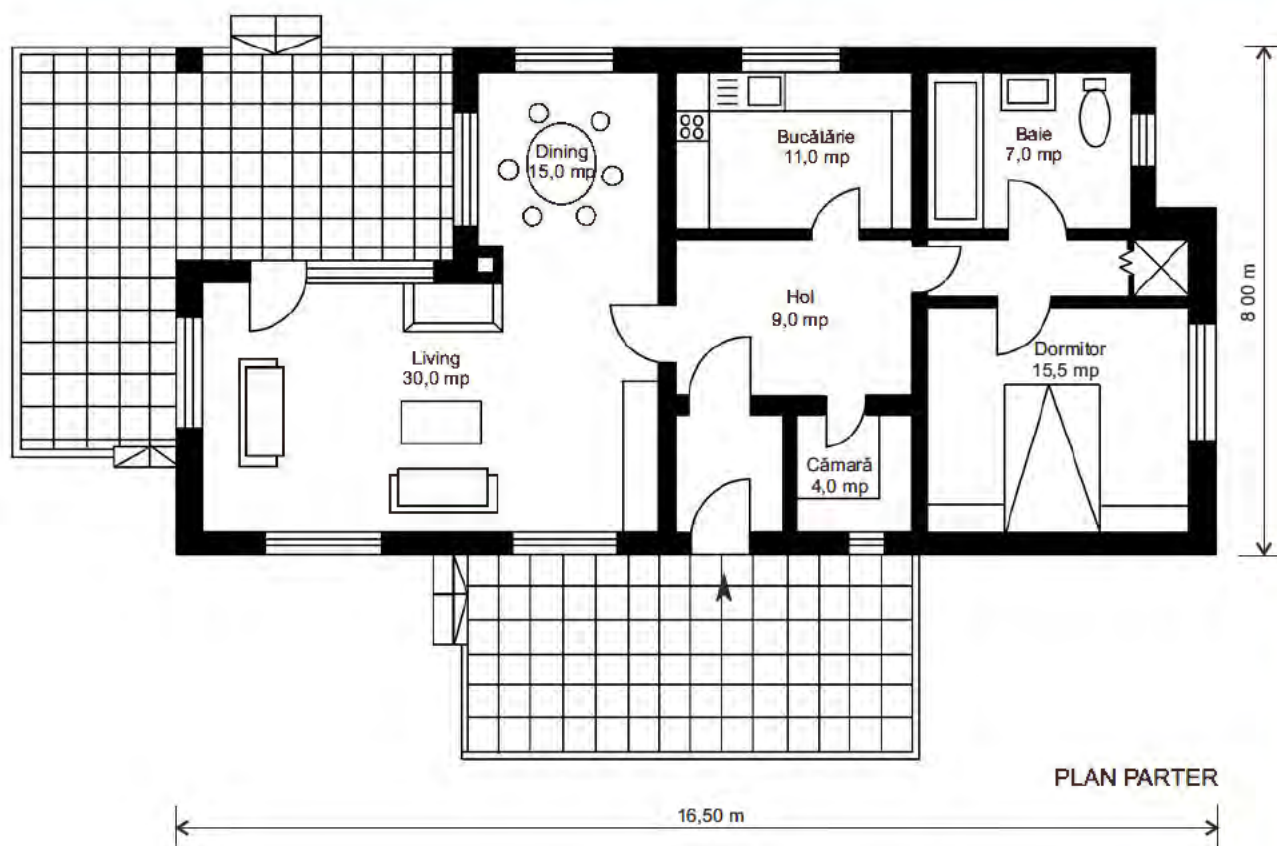 Dining
15,0 mp
Bucălărie
11,0 mp
Baie
7,0 mp
Hol
9,0 mp
Living
30,0 mp
Dormitor
15,5 mp
Cămară
4,0 mp
8 00 m
PLAN PARTER
16,50 m